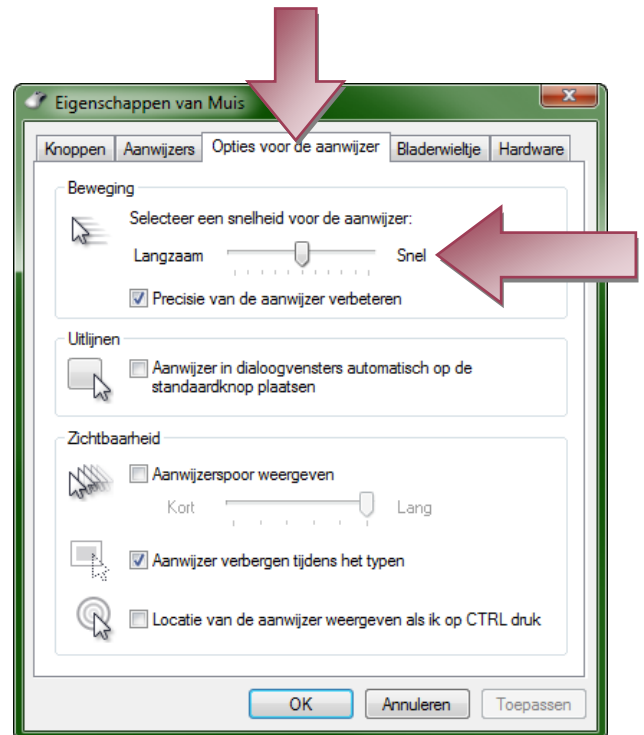 Eigenschappen van Muis
Knoppen Aanwijzers Opties voor de aanwijzer Bladerwieltje Hardware
Beweging
Selecteer een snelheid voor de aanwijzer:
Langzaam Snel
Precisie van de aanwijzer verbeteren
Uitlijnen
Aanwijzer in dialoogvensters automatisch op de
standaardknop plaatsen
Zichtbaarheid
Aanwijzerspoor weergeven
Kort Lang
Aanwijzer verbergen tijdens het typen
Locatie van de aanwijzer weergeven als ik op CTRL druk
OK Annuleren Toepassen